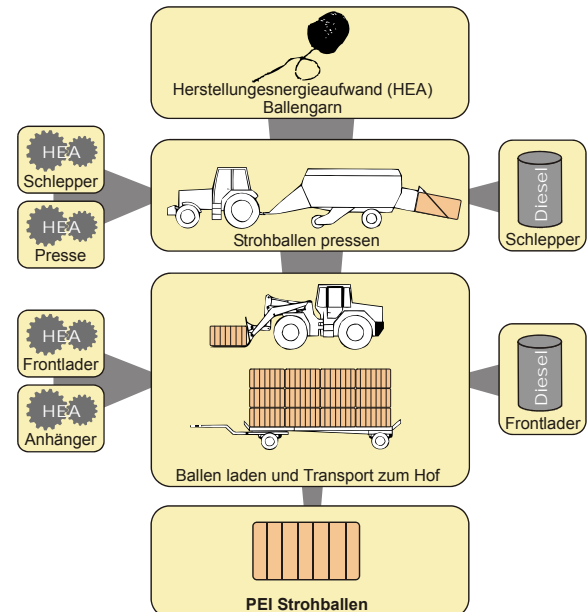 Herstellungesnergieaufwand (HEA)
Ballengarn
HEA
Schlepper
HEA
Presse
Strohballen pressen
Diesel
Schlepper
HEA
Frontlader
HEA
Anhänger
Ballen laden und Transport zum Hof
Diesel
Frontlader
PEI Strohballen